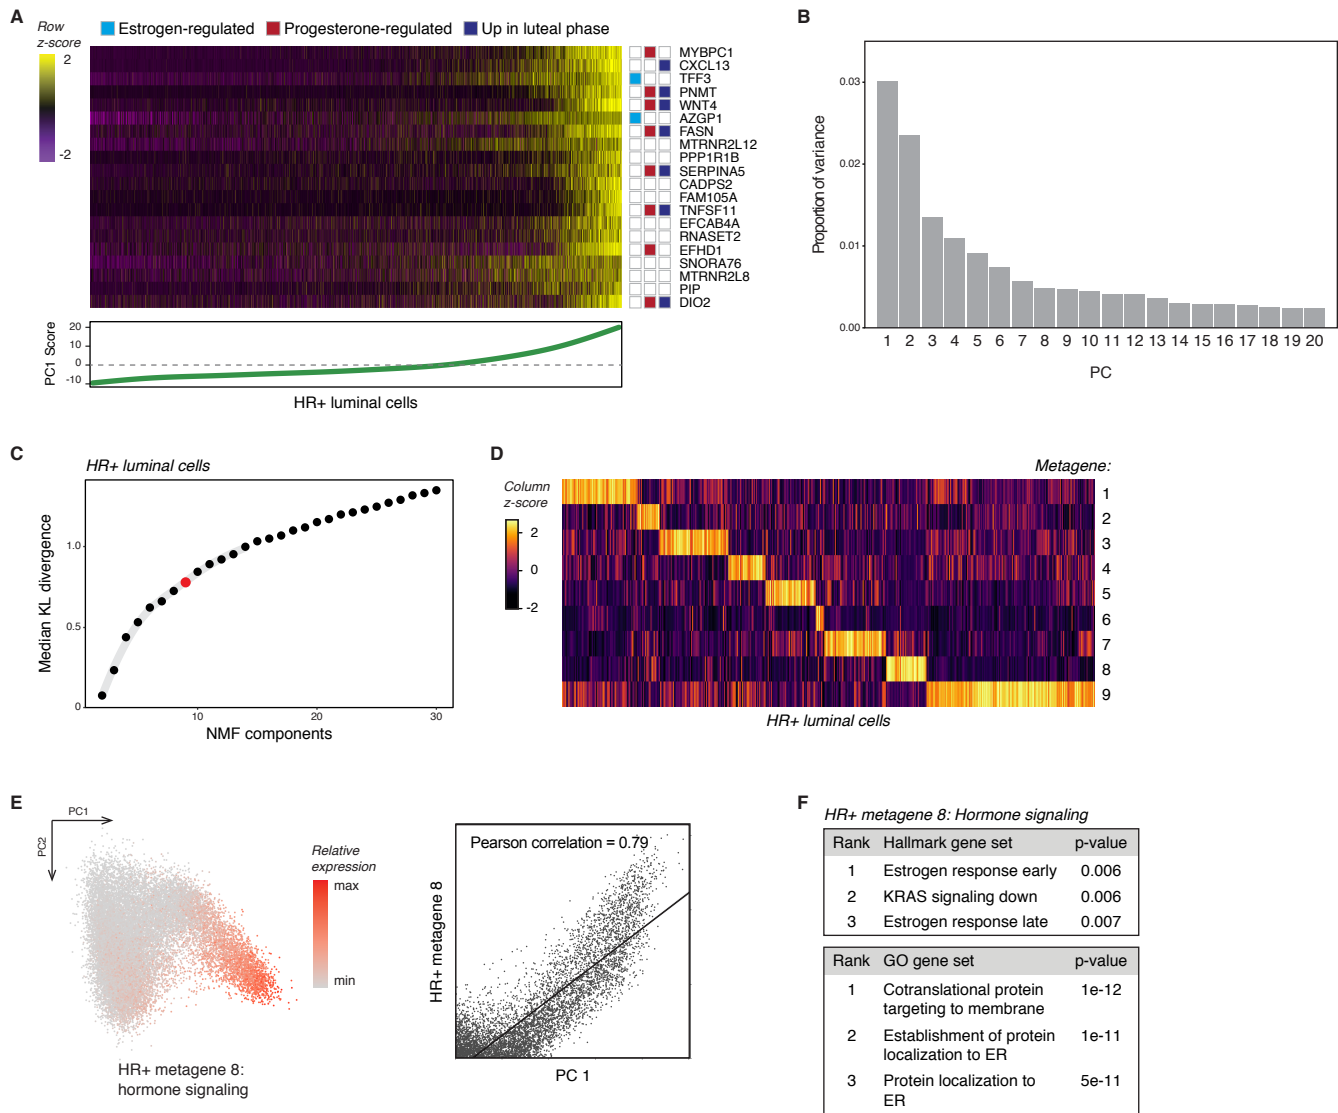 A
Row
z-score
2
-2
Estrogen-regulated
Progesterone-regulated
Up in luteal phase
MYBPC1
CXCL13
TFF3
PNMT
WNT4
AZGP1
FASN
MTRNR2L12
PPP1R1B
SERPINA5
CADPS2
FAM105A
TNFSF11
EFCAB4A
RNASET2
EFHD1
SNORA76
MTRNR2L8
PIP
DIO2
PC1 Score
20
10
0
-10
HR+ luminal cells
B
Proportion of variance
0.03
0.02
0.01
0.00
1 2 3 4 5 6 7 8 9 10 11 12 13 14 15 16 17 18 19 20
PC
C
HR+ luminal cells
Median KL divergence
1.0
0.5
0
10 20 30
NMF components
D
Column
z-score
2
0
-2
Metagene:
1
2
3
4
5
6
7
8
9
HR+ luminal cells
E
PC1
PC2
Relative
expression
max
min
HR+ metagene 8:
hormone signaling
Pearson correlation = 0.79
HR+ metagene 8
PC 1
F
HR+ metagene 8: Hormone signaling
Rank Hallmark gene set p-value
1 Estrogen response early 0.006
2 KRAS signaling down 0.006
3 Estrogen response late 0.007
Rank GO gene set p-value
1 Cotranslational protein 1e-12
targeting to membrane
2 Establishment of protein 1e-11
localization to ER
3 Protein localization to 5e-11
ER